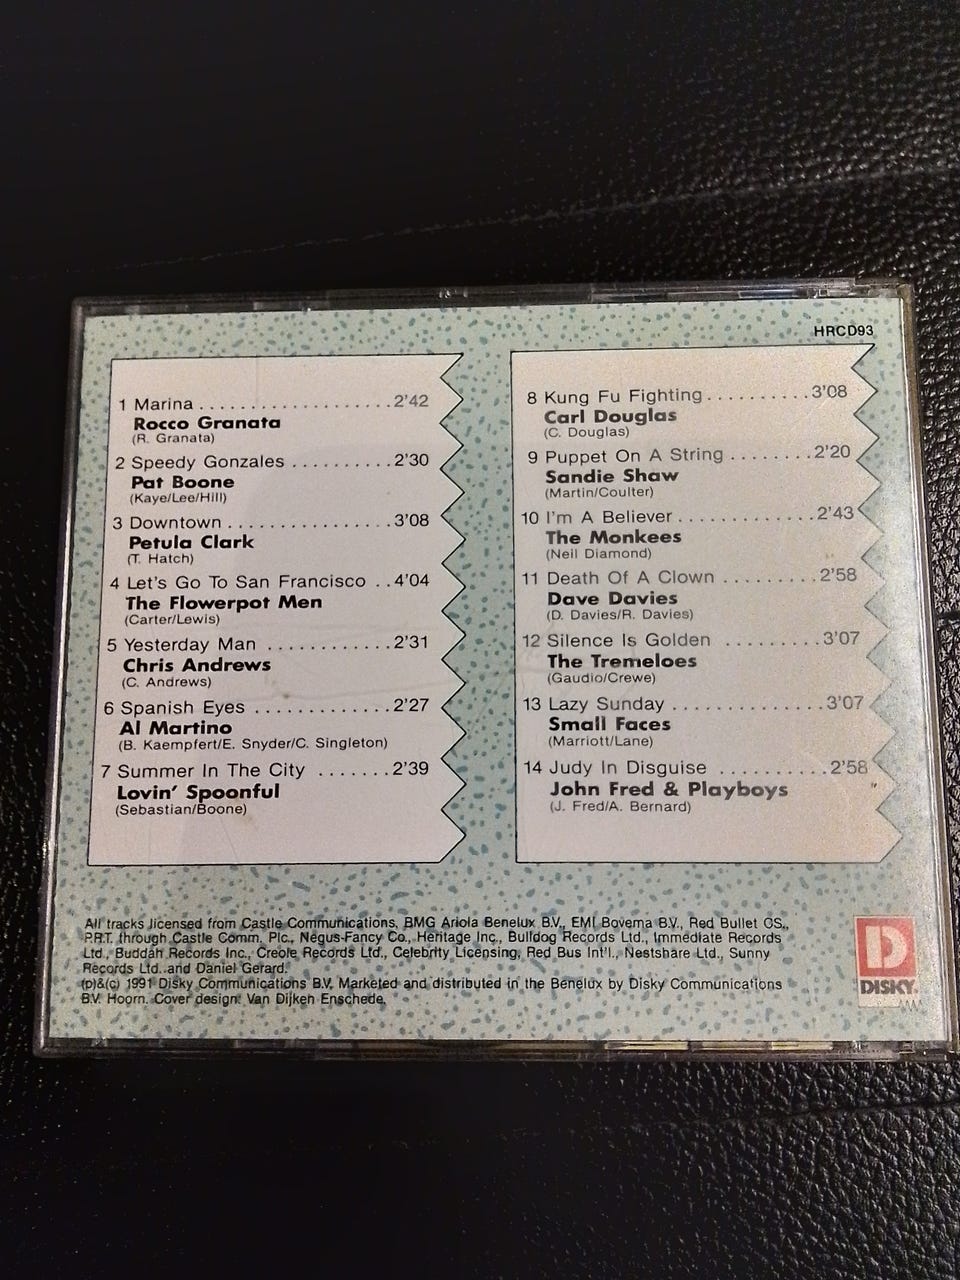 HRCD93
1 Marina . . . . . . . . . . . . . . . . . . . 2'42
Rocco Granata
(R. Granata)
2 Speedy Gonzales . . . . . . . . . . 2'30
Pat Boone
(Kaye/Lee/Hill)
3 Downtown . . . . . . . . . . . . . . . . 3'08
Petula Clark
(T. Hatch)
4 Let's Go To San Francisco . . 4'04
The Flowerpot Men
(Carter/Lewis)
5 Yesterday Man . . . . . . . . . . . . 2'31
Chris Andrews
(C. Andrews)
6 Spanish Eyes . . . . . . . . . . . . . 2'27
Al Martino
(B. Kaempfert/E. Snyder/C. Singleton)
7 Summer In The City . . . . . . . 2'39
Lovin' Spoonful
(Sebastian/Boone)
8 Kung Fu Fighting . . . . . . . . . . 3'08
Carl Douglas
(C. Douglas)
9 Puppet On A String . . . . . . . . 2'20
Sandie Shaw
(Martin/Coulter)
10 I'm A Believer . . . . . . . . . . . . . 2'43
The Monkees
(Neil Diamond)
11 Death Of A Clown . . . . . . . . . 2'58
Dave Davies
(D. Davies/R. Davies)
12 Silence Is Golden . . . . . . . . . 3'07
The Tremeloes
(Gaudio/Crewe)
13 Lazy Sunday . . . . . . . . . . . . . . 3'07
Small Faces
(Marriott/Lane)
14 Judy In Disguise . . . . . . . . . . 2'58
John Fred & Playboys
(J. Fred/A. Bernard)
All tracks licensed from Castle Communications, BMG Ariola Benelux B.V., EMI Bovema B.V., Red Bullet CS.,
P.R.T. through Castle Comm. Plc., Negus-Fancy Co., Heritage Inc., Bulldog Records Ltd., Immediate Records
Ltd., Buddah Records Inc., Creole Records Ltd., Celebrity Licensing, Red Bus Int'l., Nestshare Ltd., Sunny
Records Ltd. and Daniel Gerard.
(p)&(c) 1991 Disky Communications B.V. Marketed and distributed in the Benelux by Disky Communications
B.V. Hoorn. Cover design: Van Dijken Enschede.
D
DISKY